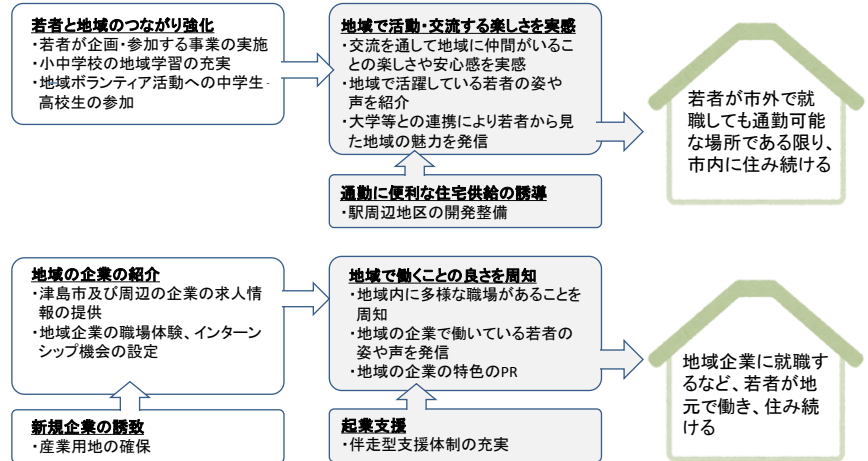 若者と地域のつながり強化
・若者が企画・参加する事業の実施
・小中学校の地域学習の充実
・地域ボランティア活動への中学生・
高校生の参加
地域で活動・交流する楽しさを実感
・交流を通して地域に仲間がいるこ
との楽しさや安心感を実感
・地域で活躍している若者の姿や
声を紹介
・大学等との連携により若者から見
た地域の魅力を発信
通勤に便利な住宅供給の誘導
・駅周辺地区の開発整備
若者が市外で就
職しても通勤可能
な場所である限り、
市内に住み続ける
地域の企業の紹介
・津島市及び周辺の企業の求人情
報の提供
・地域企業の職場体験、インターン
シップ機会の設定
新規企業の誘致
・産業用地の確保
地域で働くことの良さを周知
・地域内に多様な職場があることを
周知
・地域の企業で働いている若者の
姿や声を発信
・地域の企業の特色のPR
起業支援
・伴走型支援体制の充実
地域企業に就職す
るなど、若者が地
元で働き、住み続
ける